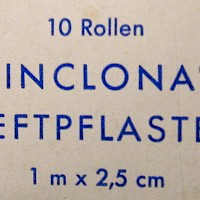 10 Rollen
INCLONA
EFTPFLASTE
1 m x 2,5 cm